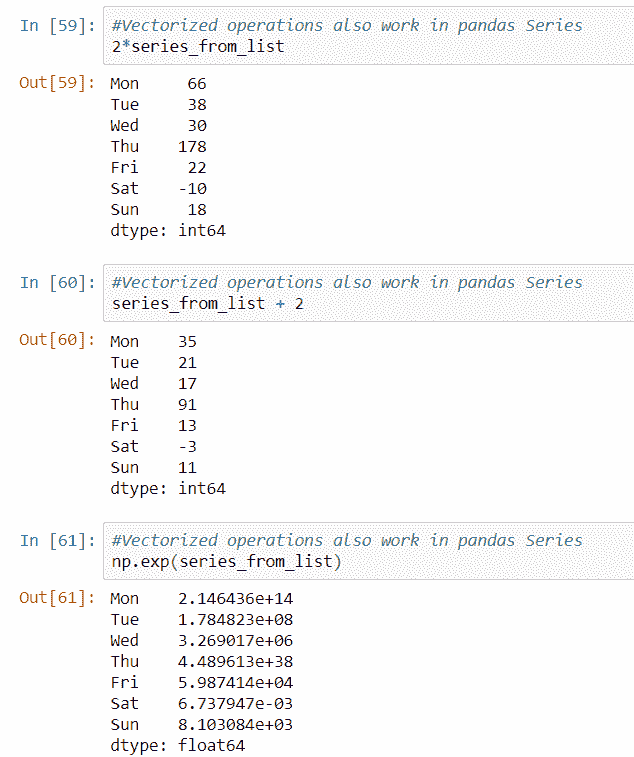 In [59]: #Vectorized operations also work in pandas Series
2*series_from_list
Out[59]: Mon     66
Tue     38
Wed     30
Thu    178
Fri     22
Sat    -10
Sun     18
dtype: int64
In [60]: #Vectorized operations also work in pandas Series
series_from_list + 2
Out[60]: Mon    35
Tue    21
Wed    17
Thu    91
Fri    13
Sat    -3
Sun    11
dtype: int64
In [61]: #Vectorized operations also work in pandas Series
np.exp(series_from_list)
Out[61]: Mon    2.146436e+14
Tue    1.784823e+08
Wed    3.269017e+06
Thu    4.489613e+38
Fri    5.987414e+04
Sat    6.737947e-03
Sun    8.103084e+03
dtype: float64